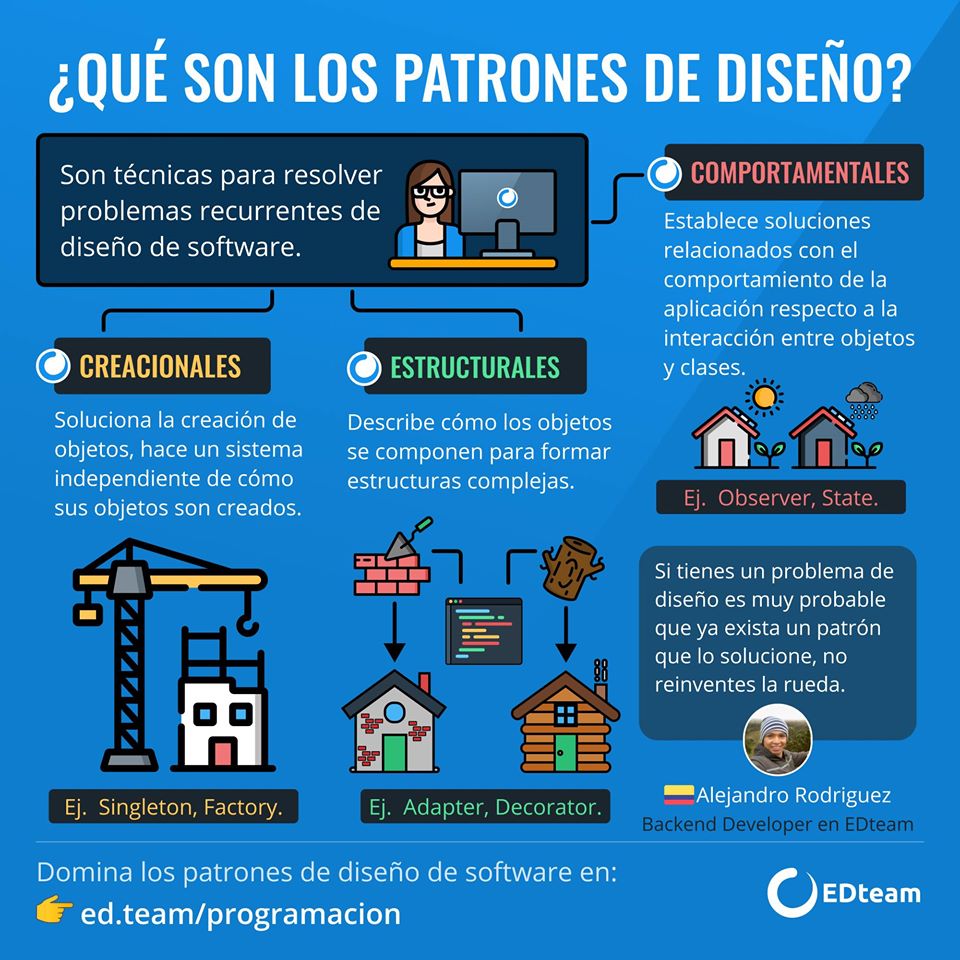 ¿QUÉ SON LOS PATRONES DE DISEÑO?
Son técnicas para resolver
problemas recurrentes de
diseño de software.
CREACIONALES
Soluciona la creación de
objetos, hace un sistema
independiente de cómo
sus objetos son creados.
Ej. Singleton, Factory.
ESTRUCTURALES
Describe cómo los objetos
se componen para formar
estructuras complejas.
Ej. Adapter, Decorator.
COMPORTAMENTALES
Establece soluciones
relacionados con el
comportamiento de la
aplicación respecto a la
interacción entre objetos
y clases.
Ej. Observer, State.
Si tienes un problema de
diseño es muy probable
que ya exista un patrón
que lo solucione, no
reinventes la rueda.
Alejandro Rodriguez
Backend Developer en EDteam
Domina los patrones de diseño de software en:
ed.team/programacion
EDteam